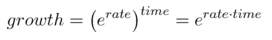 growth = (e^{rate})^{time} = e^{rate·time}